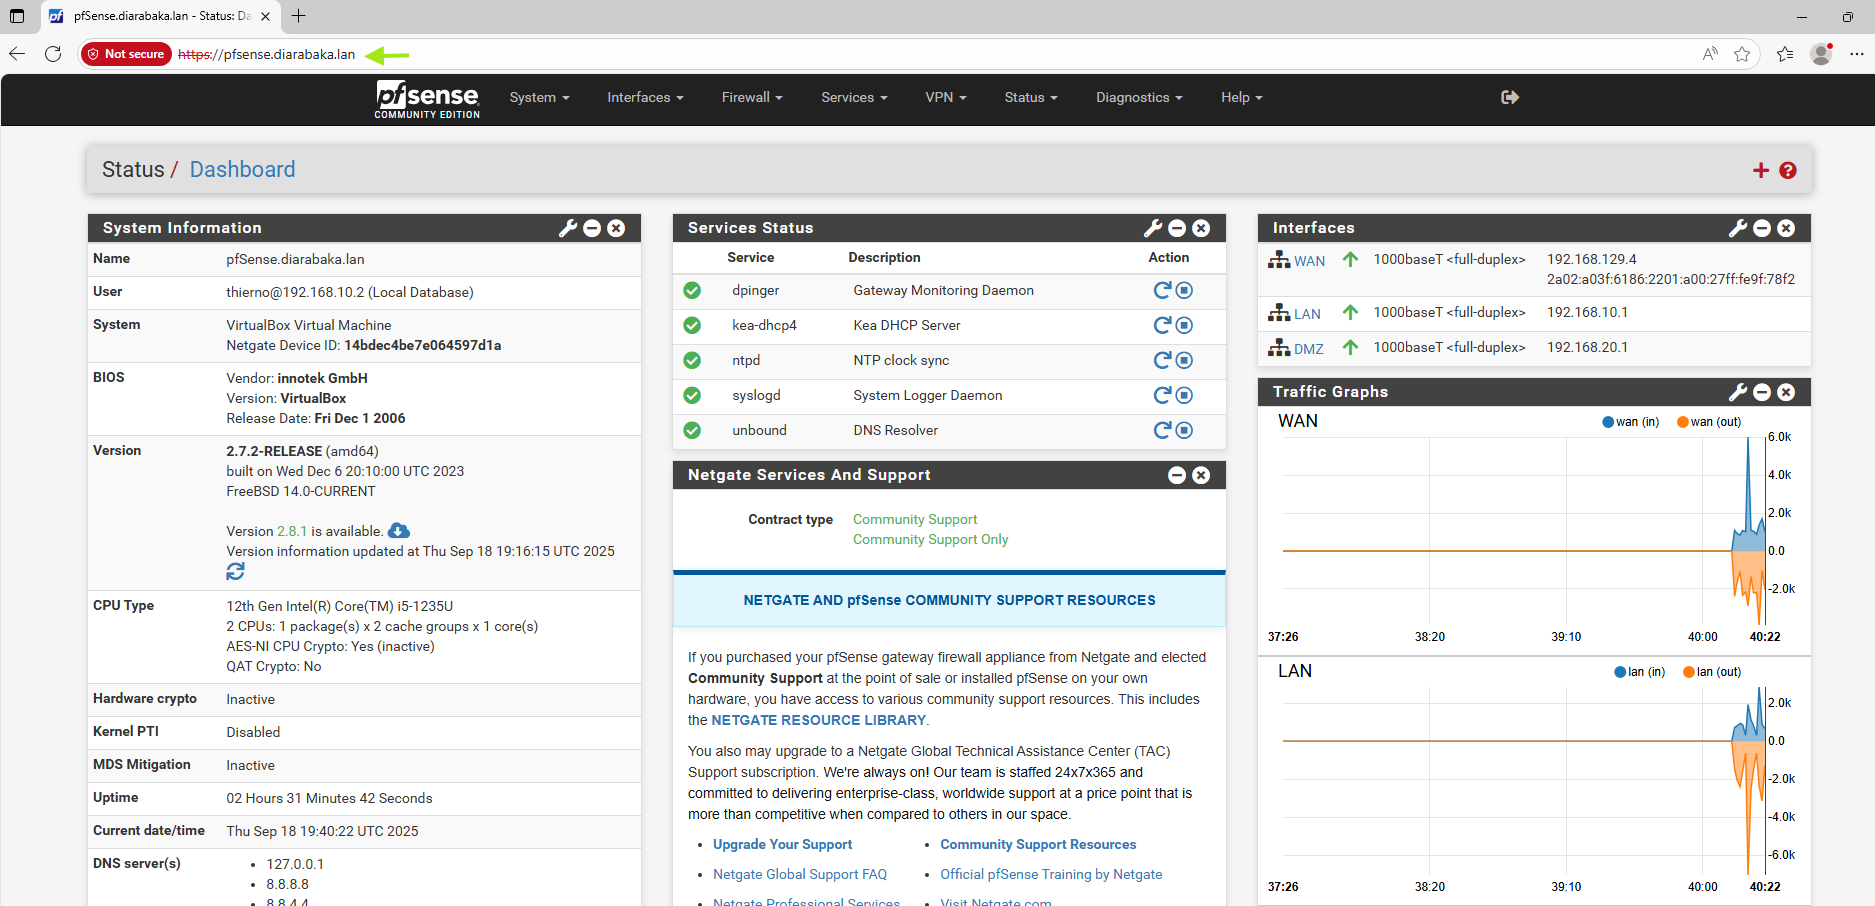 pfSense.diarabaka.lan - Status: Da
Not secure https://pfsense.diarabaka.lan
pfsense COMMUNITY EDITION
System Interfaces Firewall Services VPN Status Diagnostics Help
Status / Dashboard
System Information
Name pfSense.diarabaka.lan
User thierno@192.168.10.2 (Local Database)
System VirtualBox Virtual Machine
Netgate Device ID: 14bdec4be7e064597d1a
BIOS Vendor: innotek GmbH
Version: VirtualBox
Release Date: Fri Dec 1 2006
Version 2.7.2-RELEASE (amd64)
built on Wed Dec 6 20:10:00 UTC 2023
FreeBSD 14.0-CURRENT
Version 2.8.1 is available.
Version information updated at Thu Sep 18 19:16:15 UTC 2025
CPU Type 12th Gen Intel(R) Core(TM) i5-1235U
2 CPUs: 1 package(s) x 2 cache groups x 1 core(s)
AES-NI CPU Crypto: Yes (inactive)
QAT Crypto: No
Hardware crypto Inactive
Kernel PTI Disabled
MDS Mitigation Inactive
Uptime 02 Hours 31 Minutes 42 Seconds
Current date/time Thu Sep 18 19:40:22 UTC 2025
DNS server(s) • 127.0.0.1
• 8.8.8.8
• 8.8.4.4
Services Status
Service Description Action
dpinger Gateway Monitoring Daemon
kea-dhcp4 Kea DHCP Server
ntpd NTP clock sync
syslogd System Logger Daemon
unbound DNS Resolver
Netgate Services And Support
Contract type Community Support
Community Support Only
NETGATE AND pfSense COMMUNITY SUPPORT RESOURCES
If you purchased your pfSense gateway firewall appliance from Netgate and elected
Community Support at the point of sale or installed pfSense on your own
hardware, you have access to various community support resources. This includes
the NETGATE RESOURCE LIBRARY.
You also may upgrade to a Netgate Global Technical Assistance Center (TAC)
Support subscription. We're always on! Our team is staffed 24x7x365 and
committed to delivering enterprise-class, worldwide support at a price point that is
more than competitive when compared to others in our space.
• Upgrade Your Support • Community Support Resources
• Netgate Global Support FAQ • Official pfSense Training by Netgate
• Netgate Professional Services • Visit Netgate.com
Interfaces
WAN 1000baseT <full-duplex> 192.168.129.4
2a02:a03f:6186:2201:a00:27ff:fe9f:78f2
LAN 1000baseT <full-duplex> 192.168.10.1
DMZ 1000baseT <full-duplex> 192.168.20.1
Traffic Graphs
WAN wan (in) wan (out)
6.0k
4.0k
2.0k
0.0
-2.0k
37:26 38:20 39:10 40:00 40:22
LAN lan (in) lan (out)
2.0k
0.0
-2.0k
-4.0k
-6.0k
37:26 38:20 39:10 40:00 40:22